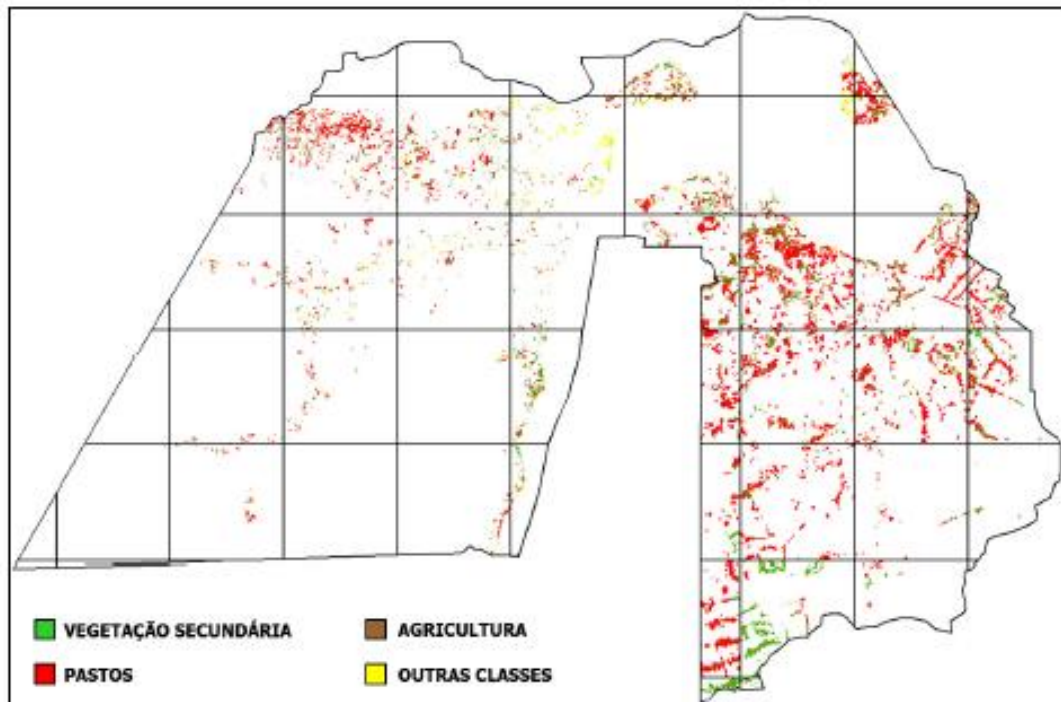 VEGETAÇÃO SECUNDÁRIA
AGRICULTURA
PASTOS
OUTRAS CLASSES